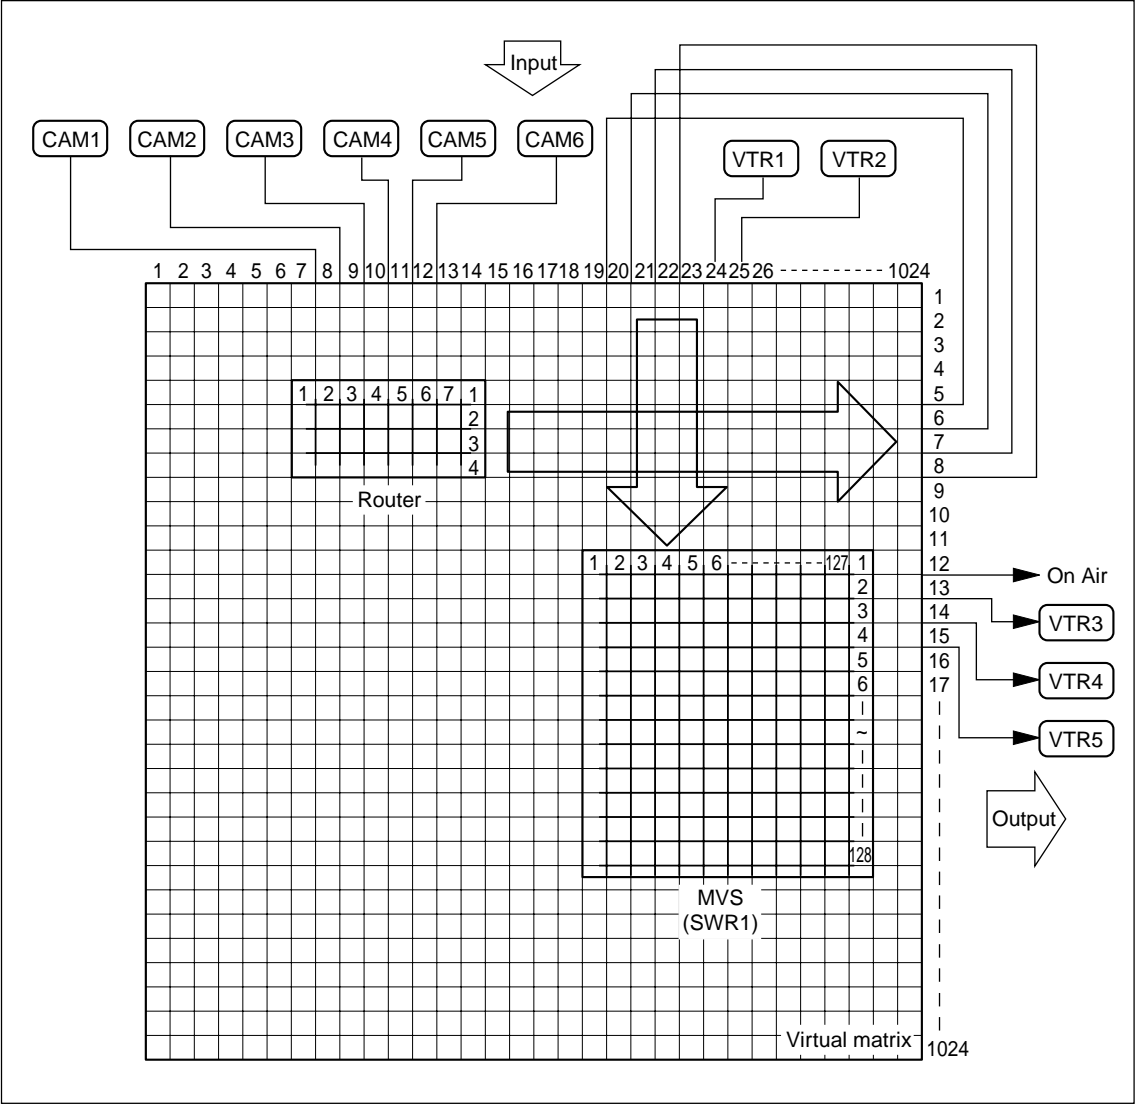 Input
CAM1 CAM2 CAM3 CAM4 CAM5 CAM6
VTR1 VTR2
1 2 3 4 5 6 7 8 9 10 11 12 13 14 15 16 17 18 19 20 21 22 23 24 25 26 1024
1
2
3
4
5
6
7
8
9
10
11
12
13
14
15
16
17
1024
1 2 3 4 5 6 7 1
2
3
4
Router
1 2 3 4 5 6 127 1
2
3
4
5
6
~
128
MVS
(SWR1)
On Air
VTR3
VTR4
VTR5
Output
Virtual matrix